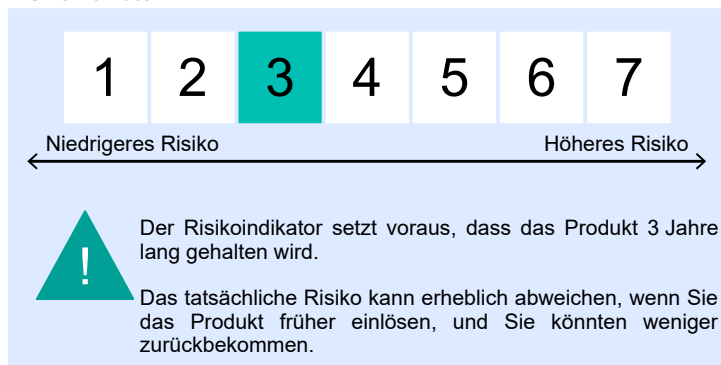 1 2 3 4 5 6 7
Niedrigeres Risiko Höheres Risiko
!
Der Risikoindikator setzt voraus, dass das Produkt 3 Jahre
lang gehalten wird.
Das tatsächliche Risiko kann erheblich abweichen, wenn Sie
das Produkt früher einlösen, und Sie könnten weniger
zurückbekommen.